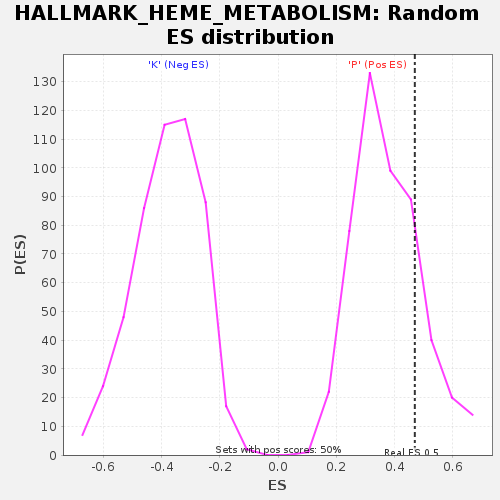 HALLMARK_HEME_METABOLISM: Random
ES distribution
'K' (Neg ES)
'P' (Pos ES)
130
120
110
100
90
80
70
60
50
40
30
20
10
0
P(ES)
Sets with pos scores: 50%
Real ES 0.5
-0.6
-0.4
-0.2
0.0
0.2
0.4
0.6
ES